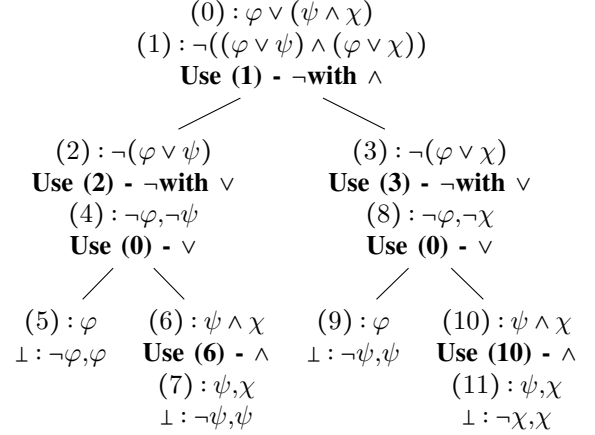 (0) : φ ∨ (ψ ∧ χ)
(1) : ¬((φ ∨ ψ) ∧ (φ ∨ χ))
Use (1) - ¬with ∧
(2) : ¬(φ ∨ ψ) (3) : ¬(φ ∨ χ)
Use (2) - ¬with ∨ Use (3) - ¬with ∨
(4) : ¬φ,¬ψ (8) : ¬φ,¬χ
Use (0) - ∨ Use (0) - ∨
(5) : φ (6) : ψ ∧ χ (9) : φ (10) : ψ ∧ χ
⊥ : ¬φ,φ Use (6) - ∧ ⊥ : ¬ψ,ψ Use (10) - ∧
(7) : ψ,χ (11) : ψ,χ
⊥ : ¬ψ,ψ ⊥ : ¬χ,χ